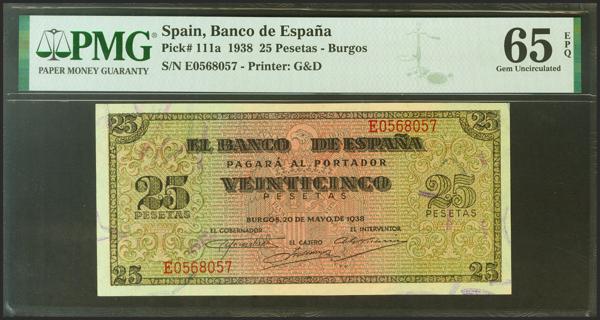 PMG
PAPER MONEY GUARANTY
Spain, Banco de España
Pick# 111a 1938 25 Pesetas - Burgos
S/N E0568057 - Printer: G&D
65 EPQ
Gem Uncirculated
25
25
E0568057
EL BANCO DE ESPAÑA
PAGARÁ AL PORTADOR
VEINTICINCO
PESETAS
25
PESETAS
25
PESETAS
BURGOS, 20 DE MAYO, DE 1938
EL GOBERNADOR
EL CAJERO
EL INTERVENTOR
E0568057
25
25